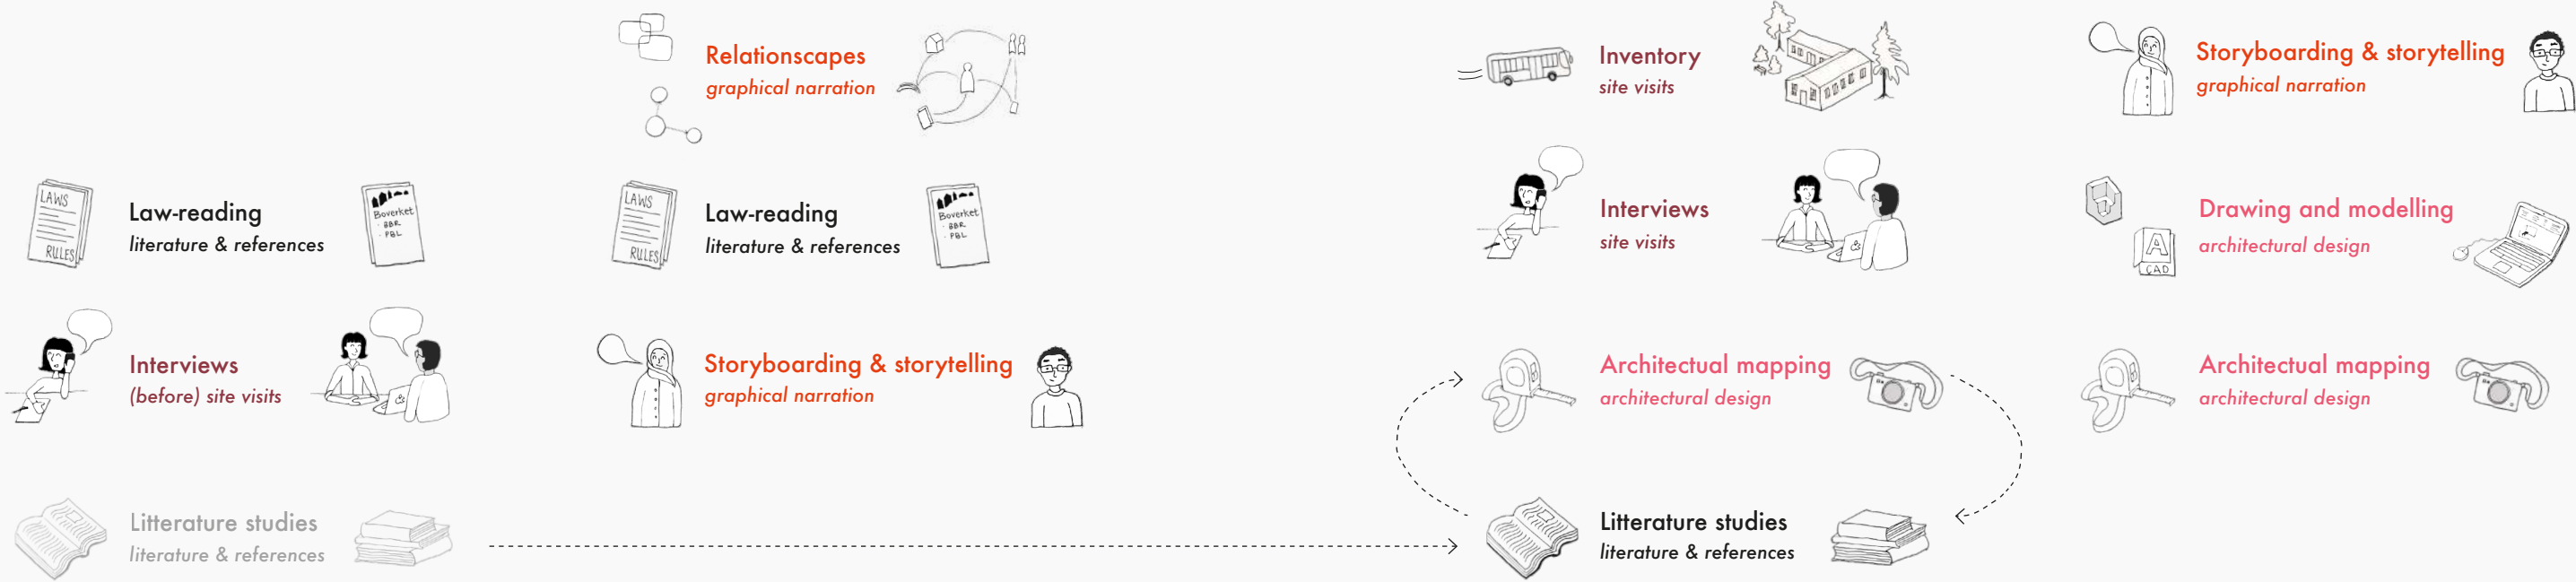 LAWS
RULES
Law-reading
literature & references
Boverket
- BBR
- PBL
Interviews
(before) site visits
Litterature studies
literature & references
Relationscapes
graphical narration
LAWS
RULES
Law-reading
literature & references
Boverket
- BBR
- PBL
Storyboarding & storytelling
graphical narration
Inventory
site visits
Interviews
site visits
Architectual mapping
architectural design
Litterature studies
literature & references
Storyboarding & storytelling
graphical narration
A
CAD
Drawing and modelling
architectural design
Architectual mapping
architectural design